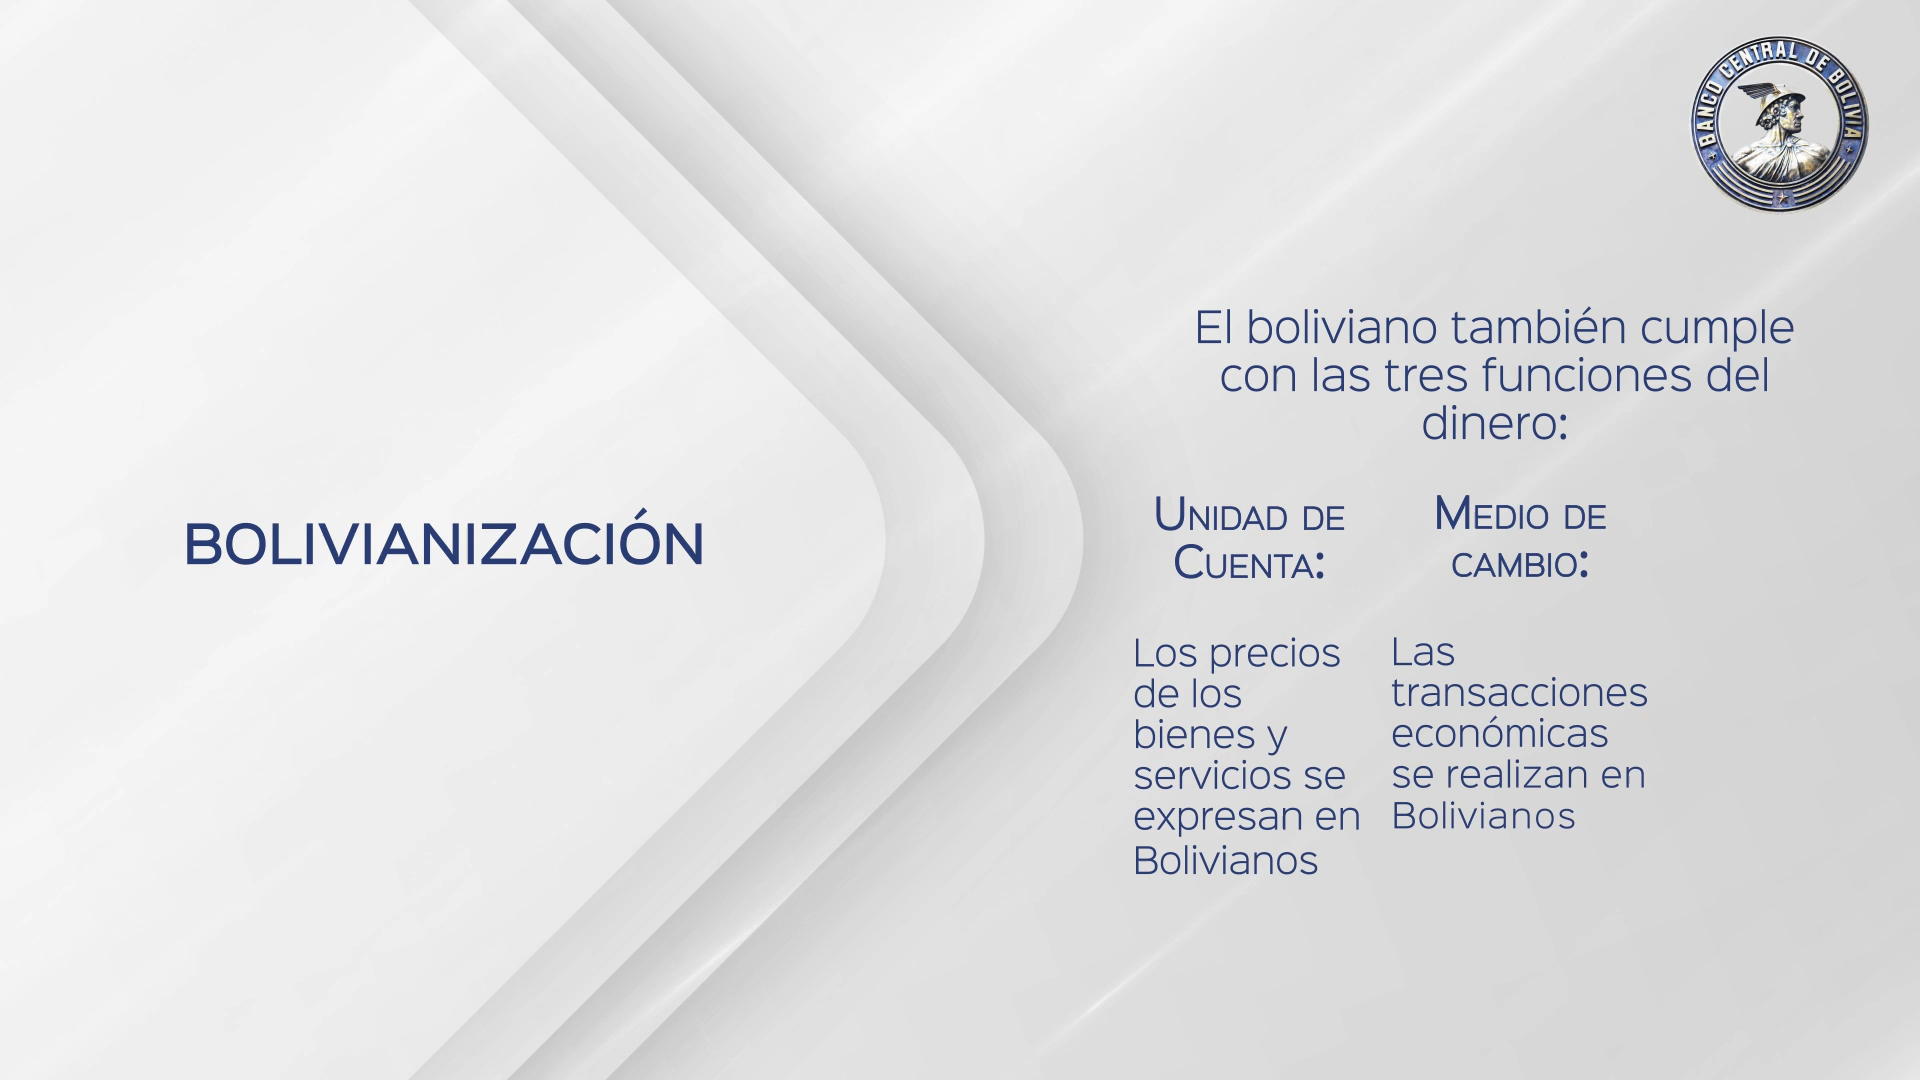 BANCO CENTRAL DE BOLIVIA
BOLIVIANIZACIÓN
El boliviano también cumple
con las tres funciones del
dinero:
UNIDAD DE
CUENTA:
Los precios
de los
bienes y
servicios se
expresan en
Bolivianos
MEDIO DE
CAMBIO:
Las
transacciones
económicas
se realizan en
Bolivianos